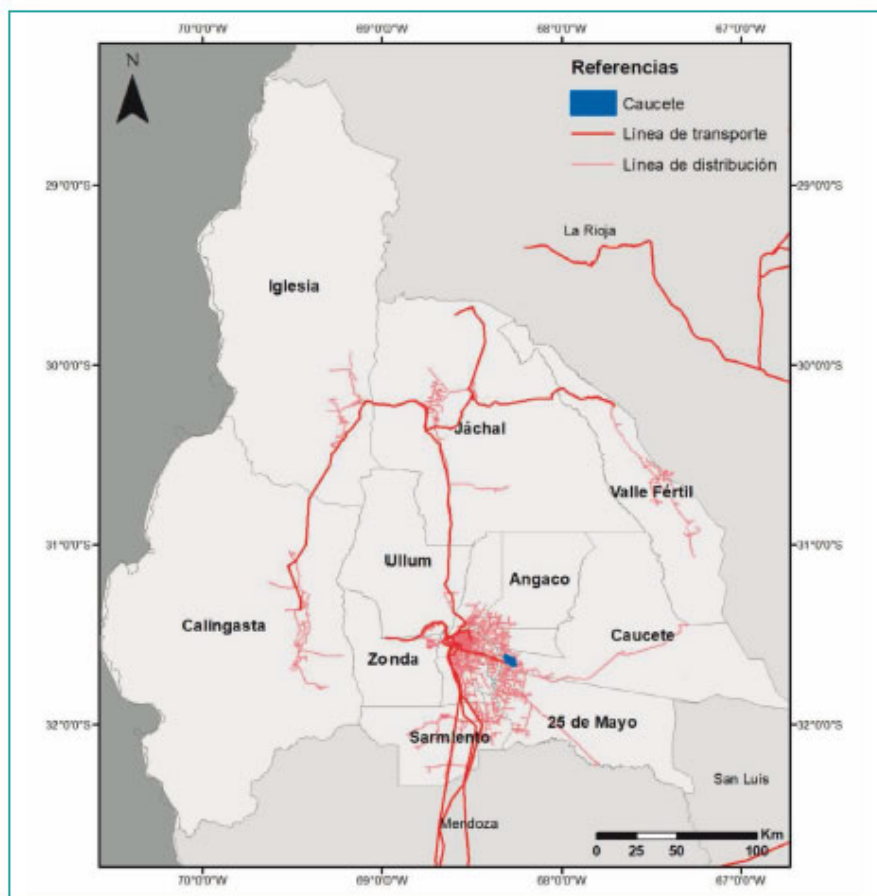 70°0'0"W 69°0'0"W 68°0'0"W 67°0'0"W
N
Referencias
Caucete
Línea de transporte
Línea de distribución
29°0'0"S 29°0'0"S
La Rioja
Iglesia
30°0'0"S 30°0'0"S
Jáchal
Valle Fértil
31°0'0"S 31°0'0"S
Ullum
Angaco
Calingasta
Caucete
Zonda
32°0'0"S 32°0'0"S
25 de Mayo
Sarmiento
San Luis
Mendoza
Km
0 25 50 100
70°0'0"W 69°0'0"W 68°0'0"W 67°0'0"W